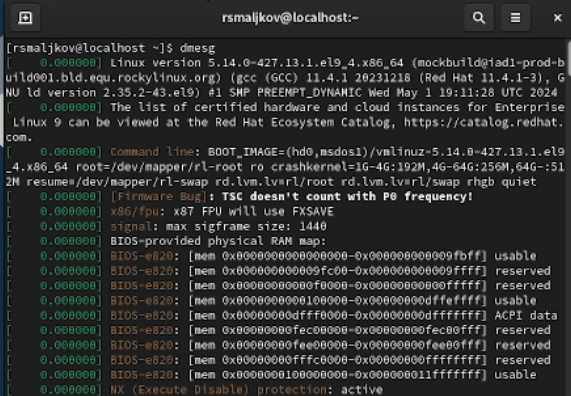 rsmaljkov@localhost:~
[rsmaljkov@localhost ~]$ dmesg
[    0.000000] Linux version 5.14.0-427.13.1.el9_4.x86_64 (mockbuild@iad1-prod-b
uild001.bld.equ.rockylinux.org) (gcc (GCC) 11.4.1 20231218 (Red Hat 11.4.1-3), G
NU ld version 2.35.2-43.el9) #1 SMP PREEMPT_DYNAMIC Wed May 1 19:11:28 UTC 2024
[    0.000000] The list of certified hardware and cloud instances for Enterprise
 Linux 9 can be viewed at the Red Hat Ecosystem Catalog, https://catalog.redhat.
com.
[    0.000000] Command line: BOOT_IMAGE=(hd0,msdos1)/vmlinuz-5.14.0-427.13.1.el9
_4.x86_64 root=/dev/mapper/rl-root ro crashkernel=1G-4G:192M,4G-64G:256M,64G-:51
2M resume=/dev/mapper/rl-swap rd.lvm.lv=rl/root rd.lvm.lv=rl/swap rhgb quiet
[    0.000000] [Firmware Bug]: TSC doesn't count with P0 frequency!
[    0.000000] x86/fpu: x87 FPU will use FXSAVE
[    0.000000] signal: max sigframe size: 1440
[    0.000000] BIOS-provided physical RAM map:
[    0.000000] BIOS-e820: [mem 0x0000000000000000-0x000000000009fbff] usable
[    0.000000] BIOS-e820: [mem 0x000000000009fc00-0x000000000009ffff] reserved
[    0.000000] BIOS-e820: [mem 0x00000000000f0000-0x00000000000fffff] reserved
[    0.000000] BIOS-e820: [mem 0x0000000000100000-0x00000000dffeffff] usable
[    0.000000] BIOS-e820: [mem 0x00000000dfff0000-0x00000000dfffffff] ACPI data
[    0.000000] BIOS-e820: [mem 0x00000000fec00000-0x00000000fec00fff] reserved
[    0.000000] BIOS-e820: [mem 0x00000000fee00000-0x00000000fee00fff] reserved
[    0.000000] BIOS-e820: [mem 0x00000000fffc0000-0x00000000ffffffff] reserved
[    0.000000] BIOS-e820: [mem 0x0000000100000000-0x000000011fffffff] usable
[    0.000000] NX (Execute Disable) protection: active